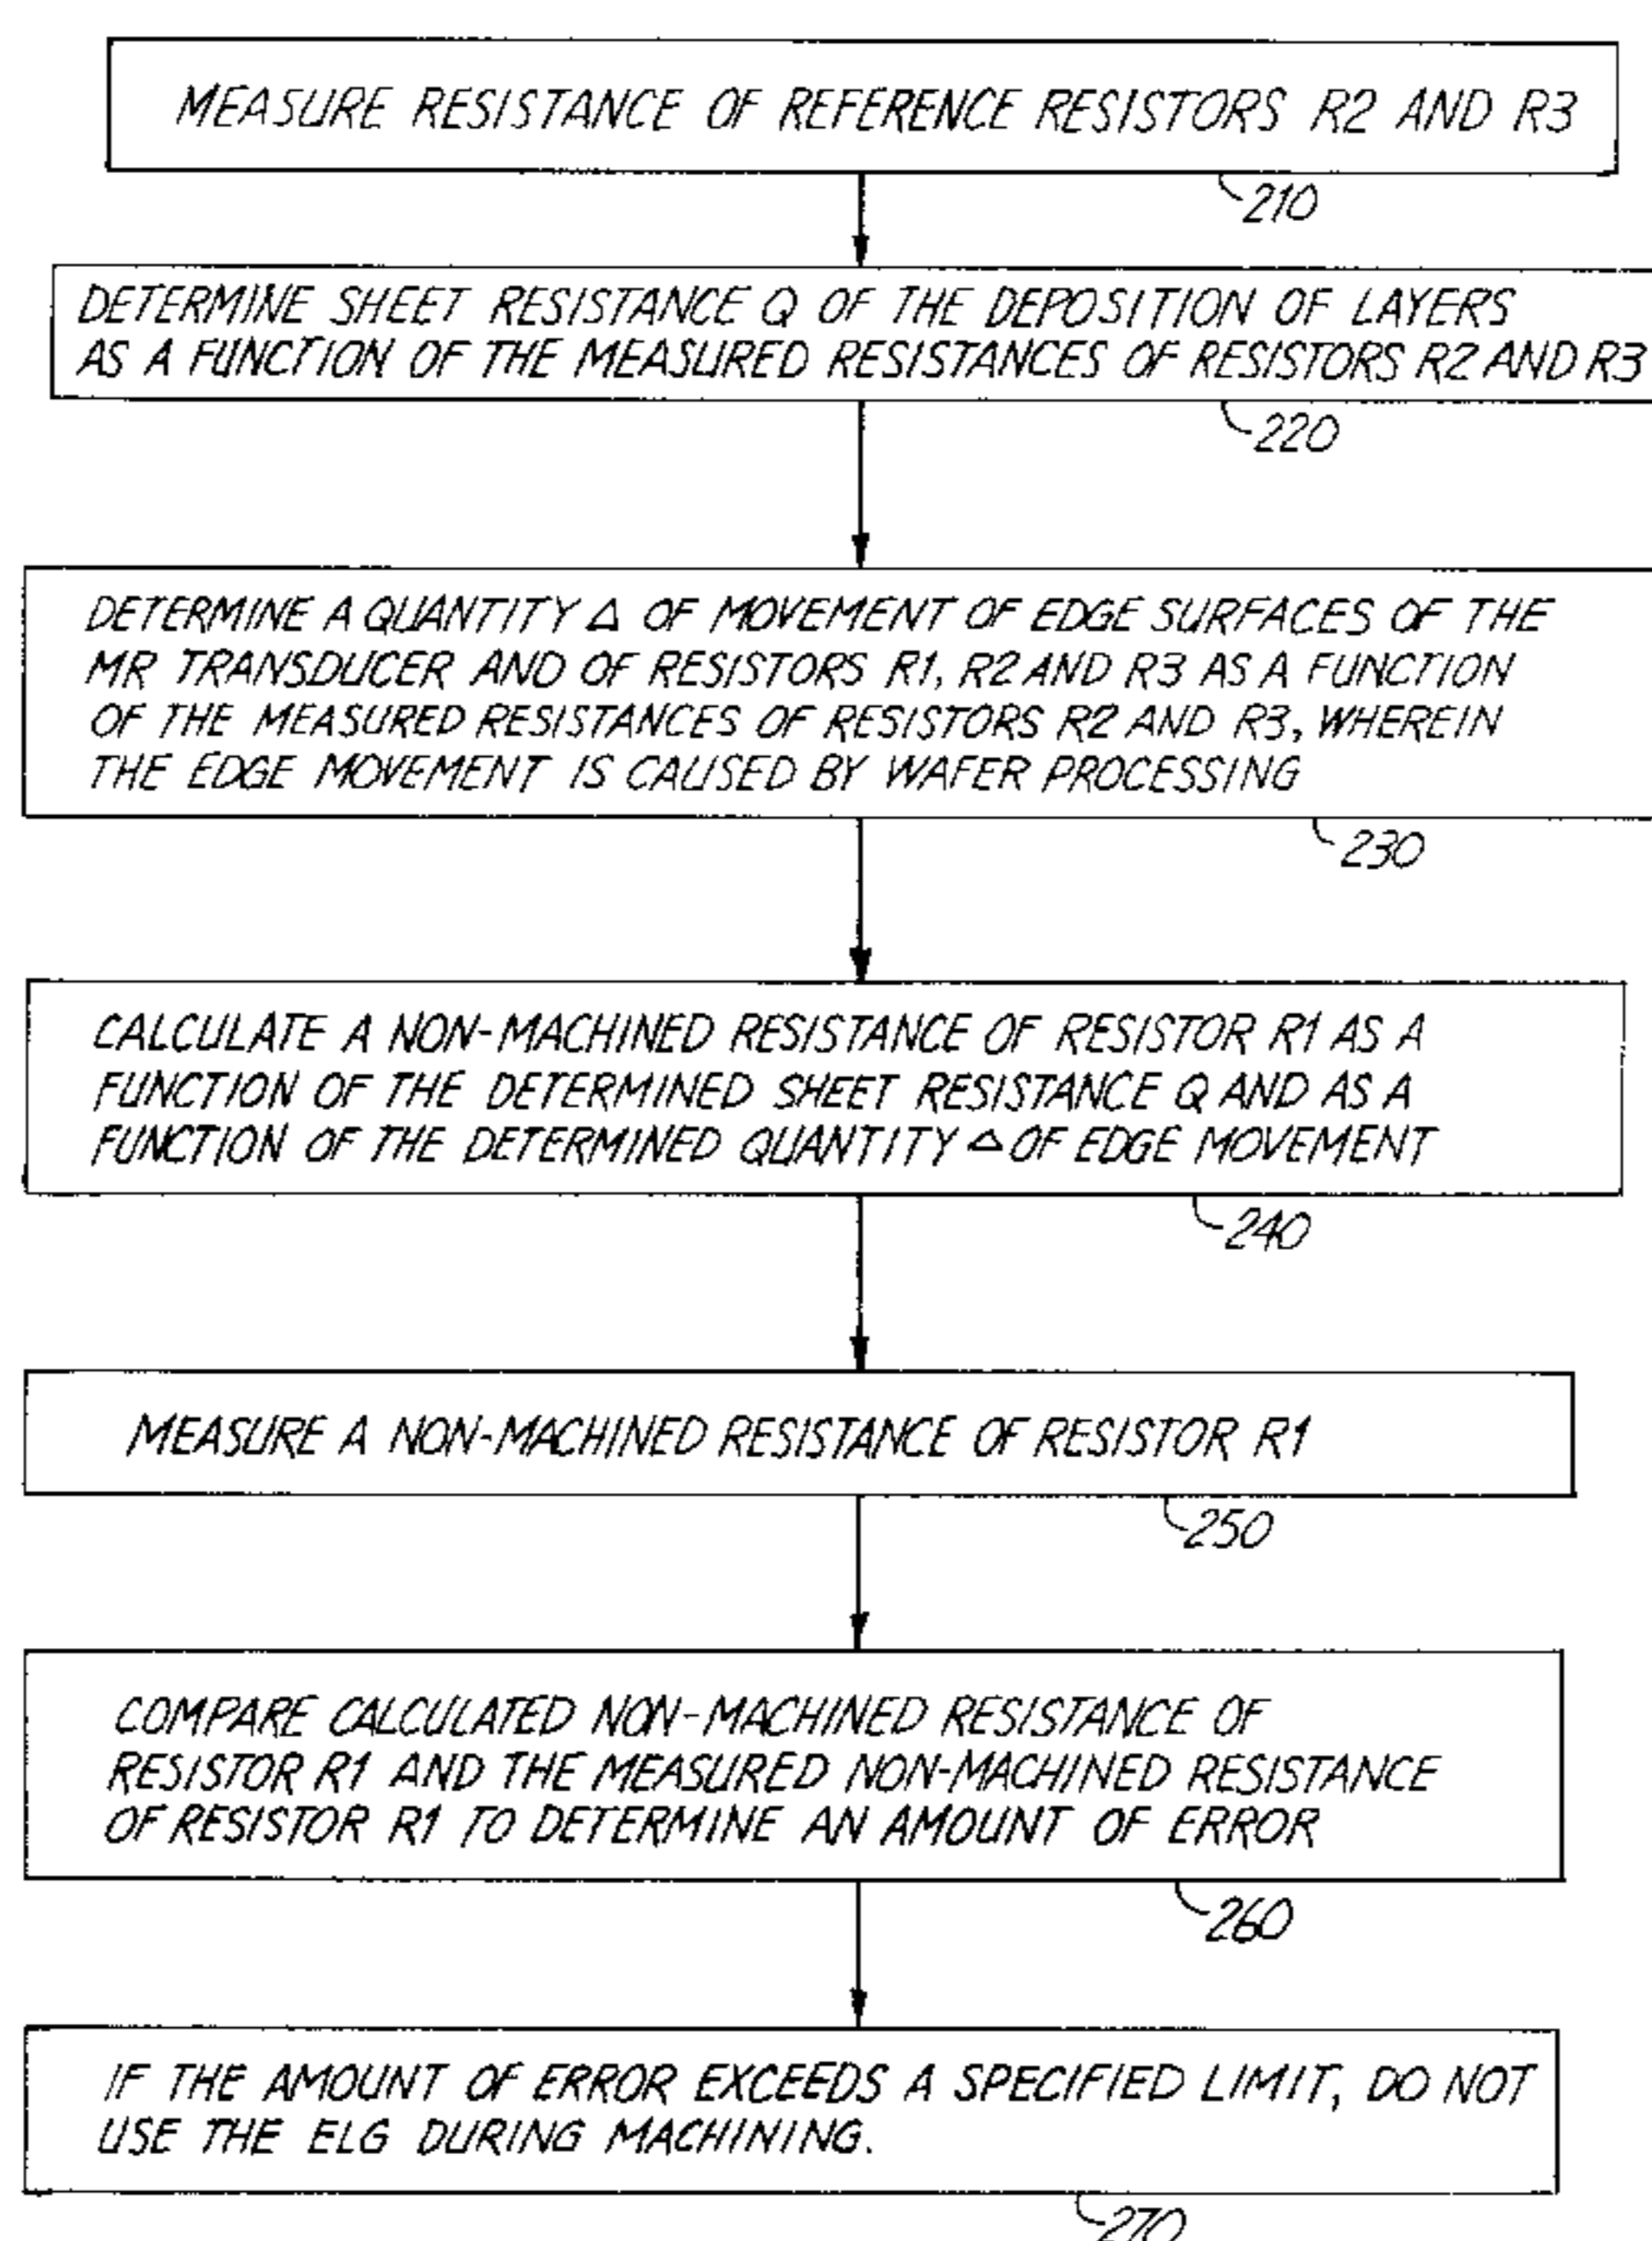 MEASURE RESISTANCE OF REFERENCE RESISTORS R2 AND R3
210
DETERMINE SHEET RESISTANCE Q OF THE DEPOSITION OF LAYERS
AS A FUNCTION OF THE MEASURED RESISTANCES OF RESISTORS R2 AND R3
220
DETERMINE A QUANTITY Δ OF MOVEMENT OF EDGE SURFACES OF THE
MR TRANSDUCER AND OF RESISTORS R1, R2 AND R3 AS A FUNCTION
OF THE MEASURED RESISTANCES OF RESISTORS R2 AND R3, WHEREIN
THE EDGE MOVEMENT IS CAUSED BY WAFER PROCESSING
230
CALCULATE A NON-MACHINED RESISTANCE OF RESISTOR R1 AS A
FUNCTION OF THE DETERMINED SHEET RESISTANCE Q AND AS A
FUNCTION OF THE DETERMINED QUANTITY Δ OF EDGE MOVEMENT
240
MEASURE A NON-MACHINED RESISTANCE OF RESISTOR R1
250
COMPARE CALCULATED NON-MACHINED RESISTANCE OF
RESISTOR R1 AND THE MEASURED NON-MACHINED RESISTANCE
OF RESISTOR R1 TO DETERMINE AN AMOUNT OF ERROR
260
IF THE AMOUNT OF ERROR EXCEEDS A SPECIFIED LIMIT, DO NOT
USE THE ELG DURING MACHINING.
270